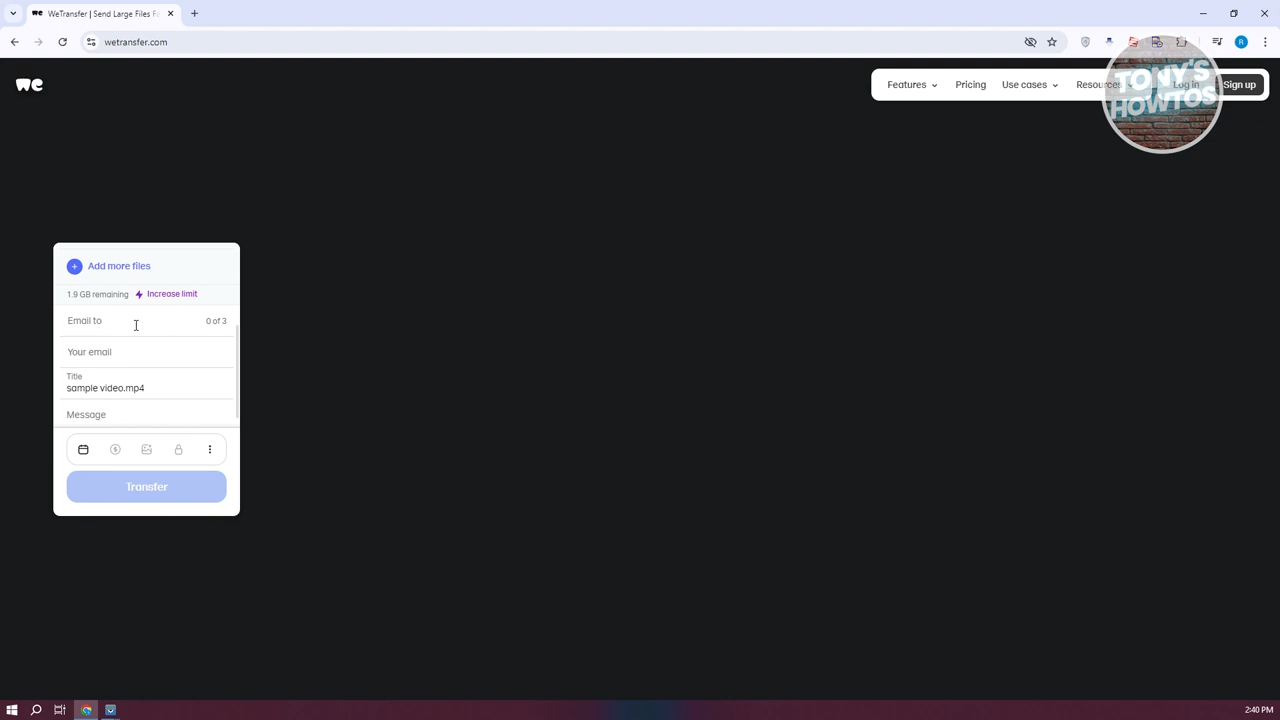 WeTransfer | Send Large Files Fa
wetransfer.com
R
we
Features
Pricing
Use cases
Resources
Log in
Sign up
TONY'S
HOWTOS
Add more files
1.9 GB remaining
Increase limit
Email to
0 of 3
Your email
Title
sample video.mp4
Message
Transfer
2:40 PM